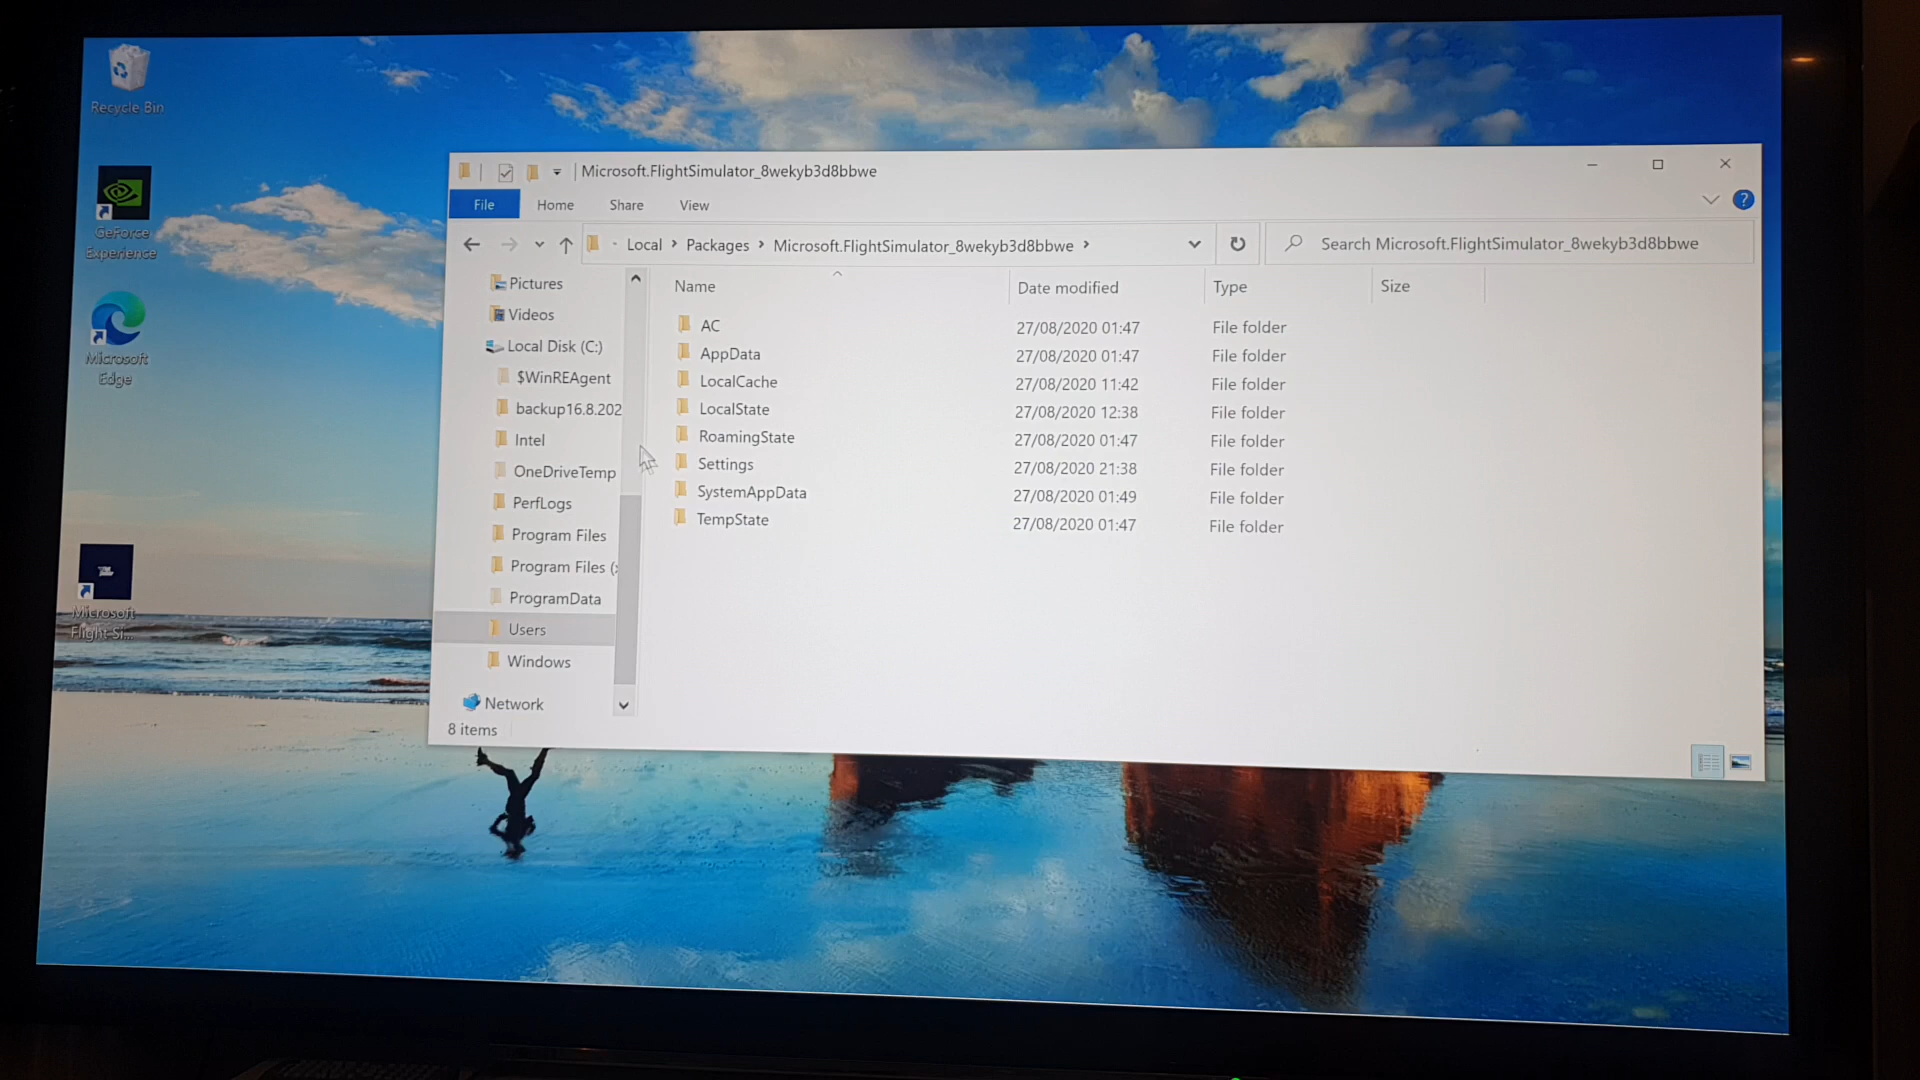 Recycle Bin
GeForce
Experience
Microsoft
Edge
Microsoft
Flight Si...
Microsoft.FlightSimulator_8wekyb3d8bbwe
File Home Share View
Local > Packages > Microsoft.FlightSimulator_8wekyb3d8bbwe >
Search Microsoft.FlightSimulator_8wekyb3d8bbwe
Pictures
Videos
Local Disk (C:)
$WinREAgent
backup16.8.202
Intel
OneDriveTemp
PerfLogs
Program Files
Program Files (
ProgramData
Users
Windows
Network
8 items
Name Date modified Type Size
AC 27/08/2020 01:47 File folder
AppData 27/08/2020 01:47 File folder
LocalCache 27/08/2020 11:42 File folder
LocalState 27/08/2020 12:38 File folder
RoamingState 27/08/2020 01:47 File folder
Settings 27/08/2020 21:38 File folder
SystemAppData 27/08/2020 01:49 File folder
TempState 27/08/2020 01:47 File folder